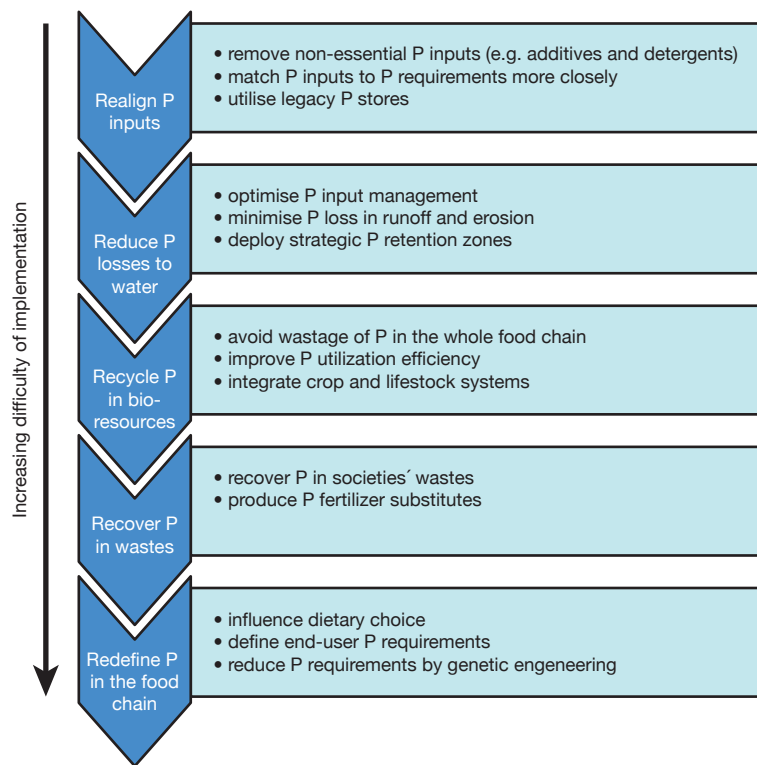 Increasing difficulty of implementation
Realign P
inputs
• remove non-essential P inputs (e.g. additives and detergents)
• match P inputs to P requirements more closely
• utilise legacy P stores
Reduce P
losses to
water
• optimise P input management
• minimise P loss in runoff and erosion
• deploy strategic P retention zones
Recycle P
in bio-
resources
• avoid wastage of P in the whole food chain
• improve P utilization efficiency
• integrate crop and lifestock systems
Recover P
in wastes
• recover P in societies´ wastes
• produce P fertilizer substitutes
Redefine P
in the food
chain
• influence dietary choice
• define end-user P requirements
• reduce P requirements by genetic engeneering